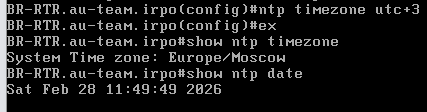 BR-RTR.au-team.irpo(config)#ntp timezone utc+3
BR-RTR.au-team.irpo(config)#ex
BR-RTR.au-team.irpo#show ntp timezone
System Time zone: Europe/Moscow
BR-RTR.au-team.irpo#show ntp date
Sat Feb 28 11:49:49 2026